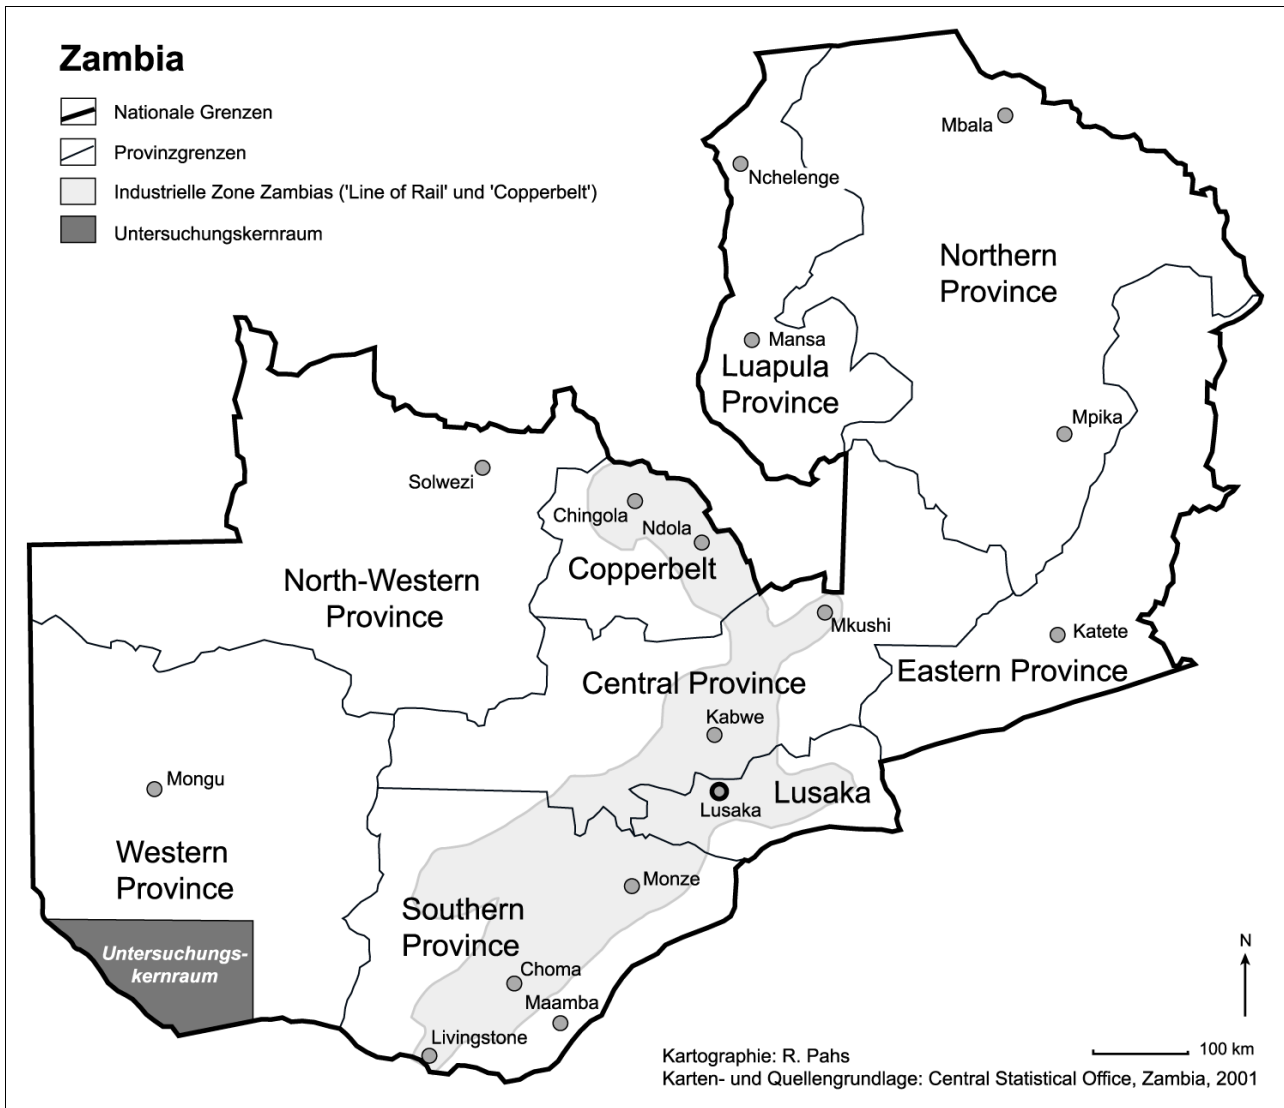 Zambia
Nationale Grenzen
Provinzgrenzen
Industrielle Zone Zambias ('Line of Rail' und 'Copperbelt')
Untersuchungskernraum
Mbala
Nchelenge
Northern
Province
Mansa
Luapula
Province
Mpika
Solwezi
Chingola
Ndola
Copperbelt
North-Western
Province
Mkushi
Katete
Eastern Province
Central Province
Kabwe
Mongu
Lusaka
Lusaka
Western
Province
Monze
Southern
Province
Untersuchungs-
kernraum
Choma
Maamba
Livingstone
N
100 km
Kartographie: R. Pahs
Karten- und Quellengrundlage: Central Statistical Office, Zambia, 2001